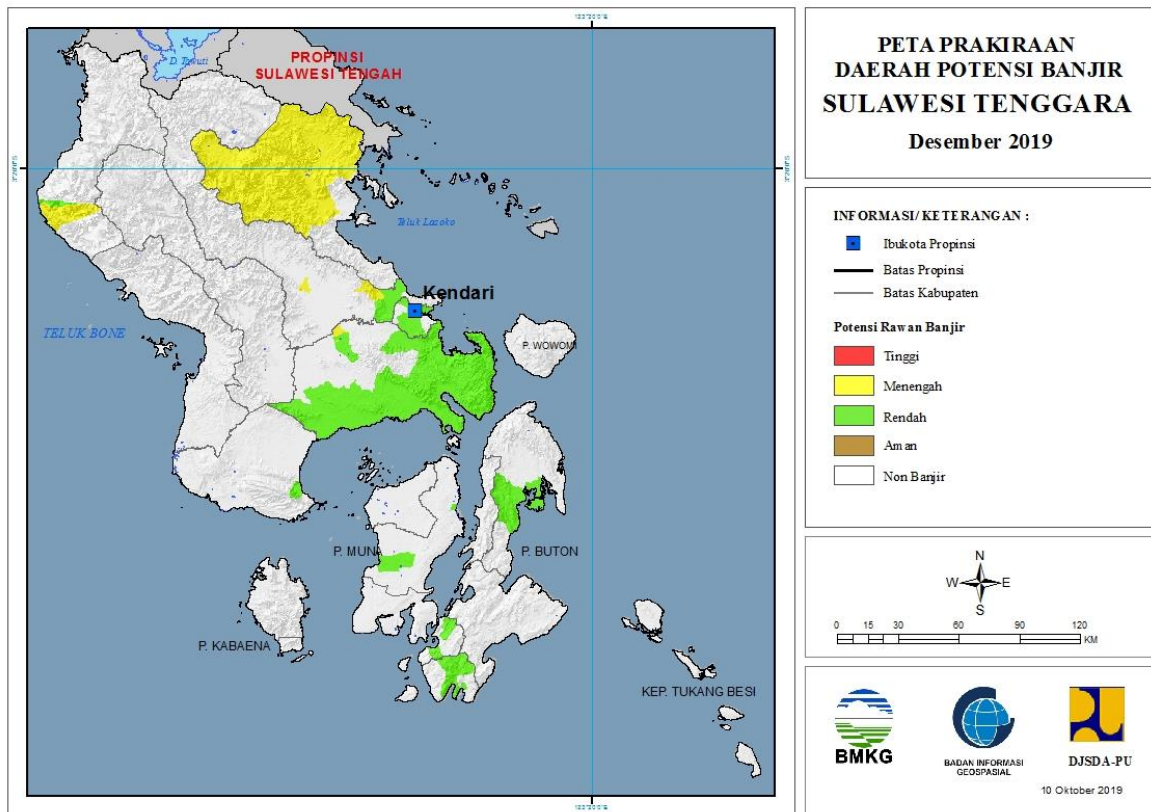 PETA PRAKIRAAN
DAERAH POTENSI BANJIR
SULAWESI TENGGARA
Desember 2019
INFORMASI/ KETERANGAN :
Ibukota Propinsi
Batas Propinsi
Batas Kabupaten
Potensi Rawan Banjir
Tinggi
Menengah
Rendah
Aman
Non Banjir
N
W E
S
0 15 30 60 90 120
KM
BMKG
BADAN INFORMASI
GEOSPASIAL
DJSDA-PU
10 Oktober 2019
PROPINSI
SULAWESI TENGAH
Teluk Lasoko
Kendari
TELUK BONE
P. WOWONI
P. MUNA
P. BUTON
P. KABAENA
KEP. TUKANG BESI